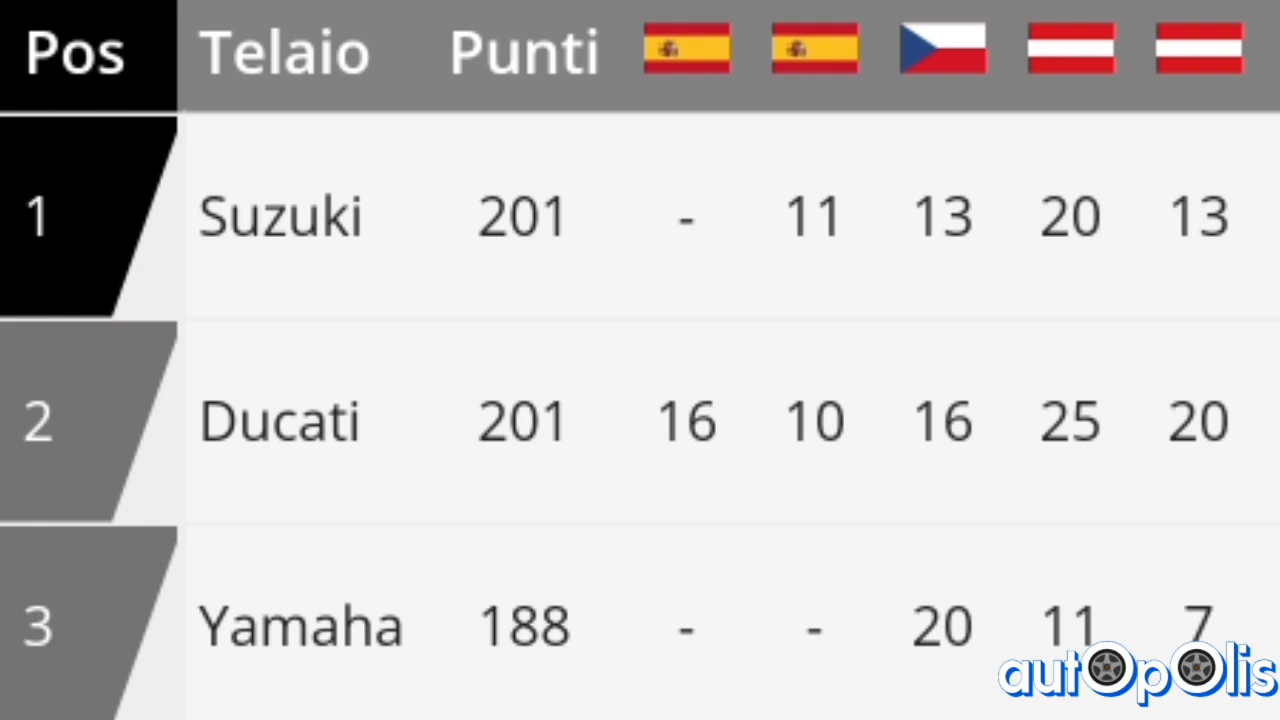 Pos Telaio Punti
1 Suzuki 201 - 11 13 20 13
2 Ducati 201 16 10 16 25 20
3 Yamaha 188 - - 20 11 7
autOpOlis